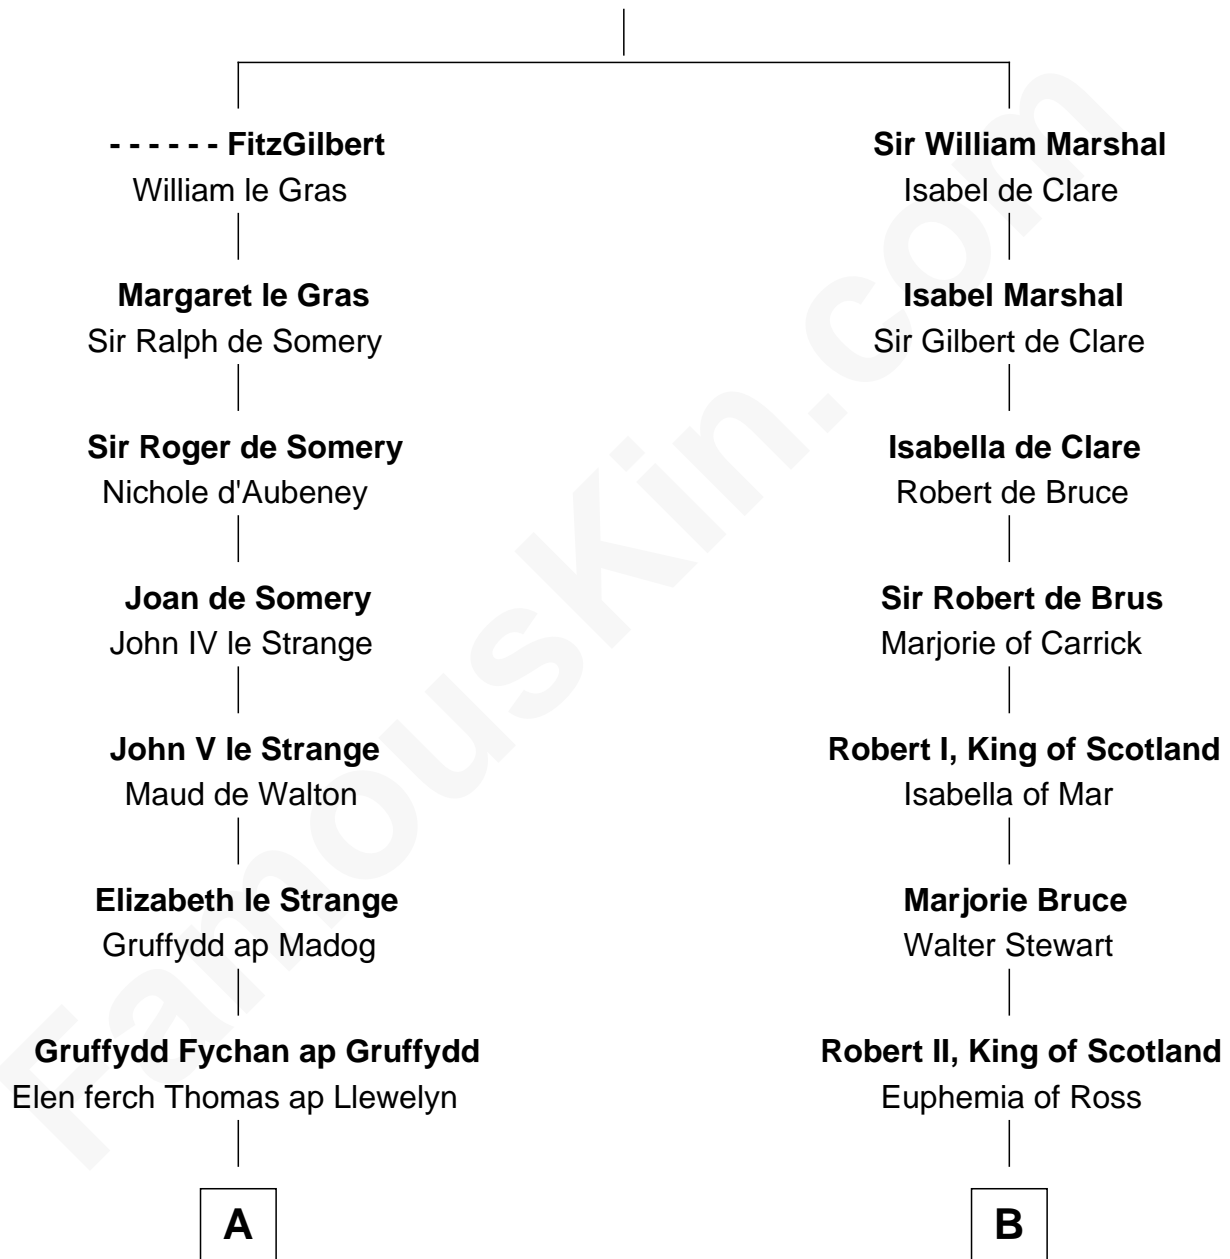 - - - - - - FitzGilbert
William le Gras
Margaret le Gras
Sir Ralph de Somery
Sir Roger de Somery
Nichole d'Aubeney
Joan de Somery
John IV le Strange
John V le Strange
Maud de Walton
Elizabeth le Strange
Gruffydd ap Madog
Gruffydd Fychan ap Gruffydd
Elen ferch Thomas ap Llewelyn
A
Sir William Marshal
Isabel de Clare
Isabel Marshal
Sir Gilbert de Clare
Isabella de Clare
Robert de Bruce
Sir Robert de Brus
Marjorie of Carrick
Robert I, King of Scotland
Isabella of Mar
Marjorie Bruce
Walter Stewart
Robert II, King of Scotland
Euphemia of Ross
B
FamousKin.com